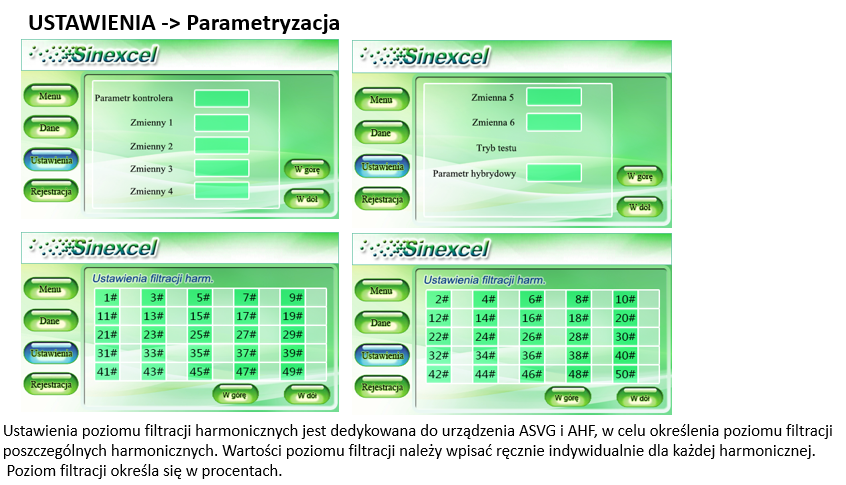 USTAWIENIA -> Parametryzacja
Sinexcel
Menu
Dane
Ustawienia
Rejestracja
Parametr kontrolera
Zmienny 1
Zmienny 2
Zmienny 3
Zmienny 4
W górę
W dół
Sinexcel
Menu
Dane
Ustawienia
Rejestracja
Zmienna 5
Zmienna 6
Tryb testu
Parametr hybrydowy
W górę
W dół
Sinexcel
Menu
Dane
Ustawienia
Rejestracja
Ustawienia filtracji harm.
1# 3# 5# 7# 9#
11# 13# 15# 17# 19#
21# 23# 25# 27# 29#
31# 33# 35# 37# 39#
41# 43# 45# 47# 49#
W górę W dół
Sinexcel
Menu
Dane
Ustawienia
Rejestracja
Ustawienia filtracji harm.
2# 4# 6# 8# 10#
12# 14# 16# 18# 20#
22# 24# 26# 28# 30#
32# 34# 36# 38# 40#
42# 44# 46# 48# 50#
W górę W dół
Ustawienia poziomu filtracji harmonicznych jest dedykowana do urządzenia ASVG i AHF, w celu określenia poziomu filtracji
poszczególnych harmonicznych. Wartości poziomu filtracji należy wpisać ręcznie indywidualnie dla każdej harmonicznej.
Poziom filtracji określa się w procentach.